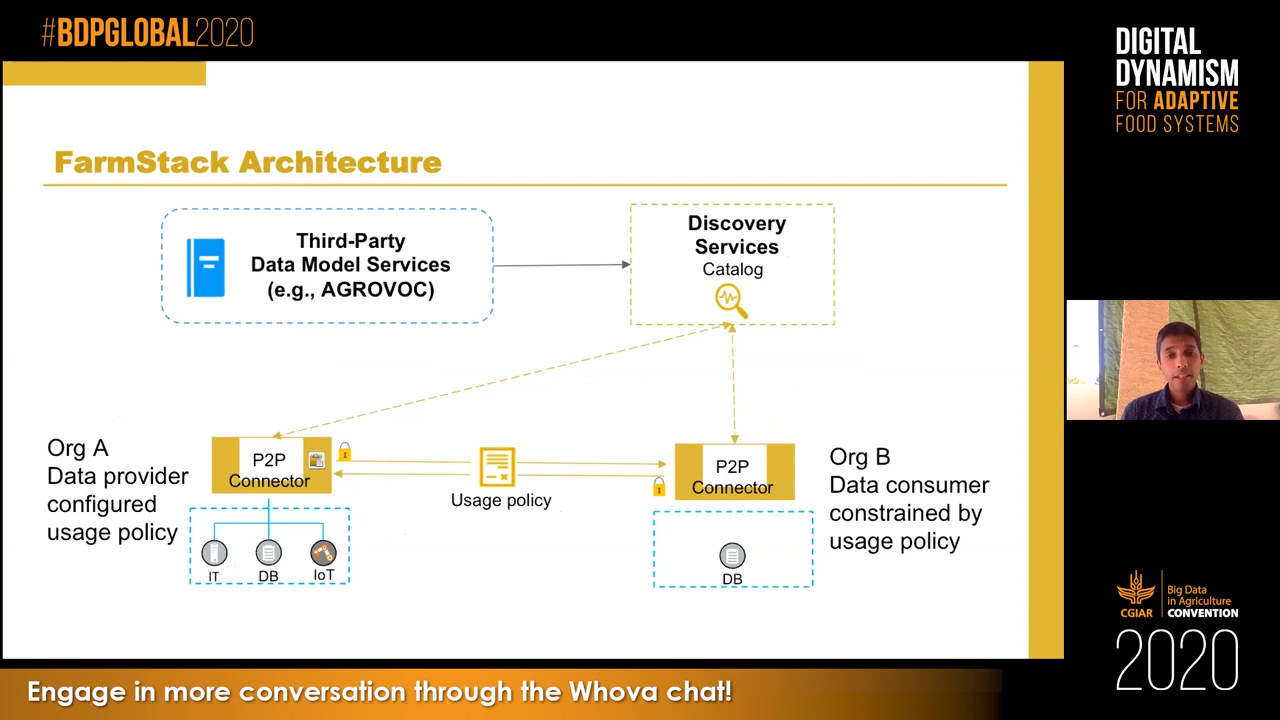 #BDPGLOBAL2020
DIGITAL
DYNAMISM
FOR ADAPTIVE
FOOD SYSTEMS
FarmStack Architecture
Third-Party
Data Model Services
(e.g., AGROVOC)
Discovery
Services
Catalog
Org A
Data provider
configured
usage policy
P2P
Connector
IT
DB
IoT
Usage policy
P2P
Connector
DB
Org B
Data consumer
constrained by
usage policy
CGIAR
Big Data
in Agriculture
CONVENTION
2020
Engage in more conversation through the Whova chat!